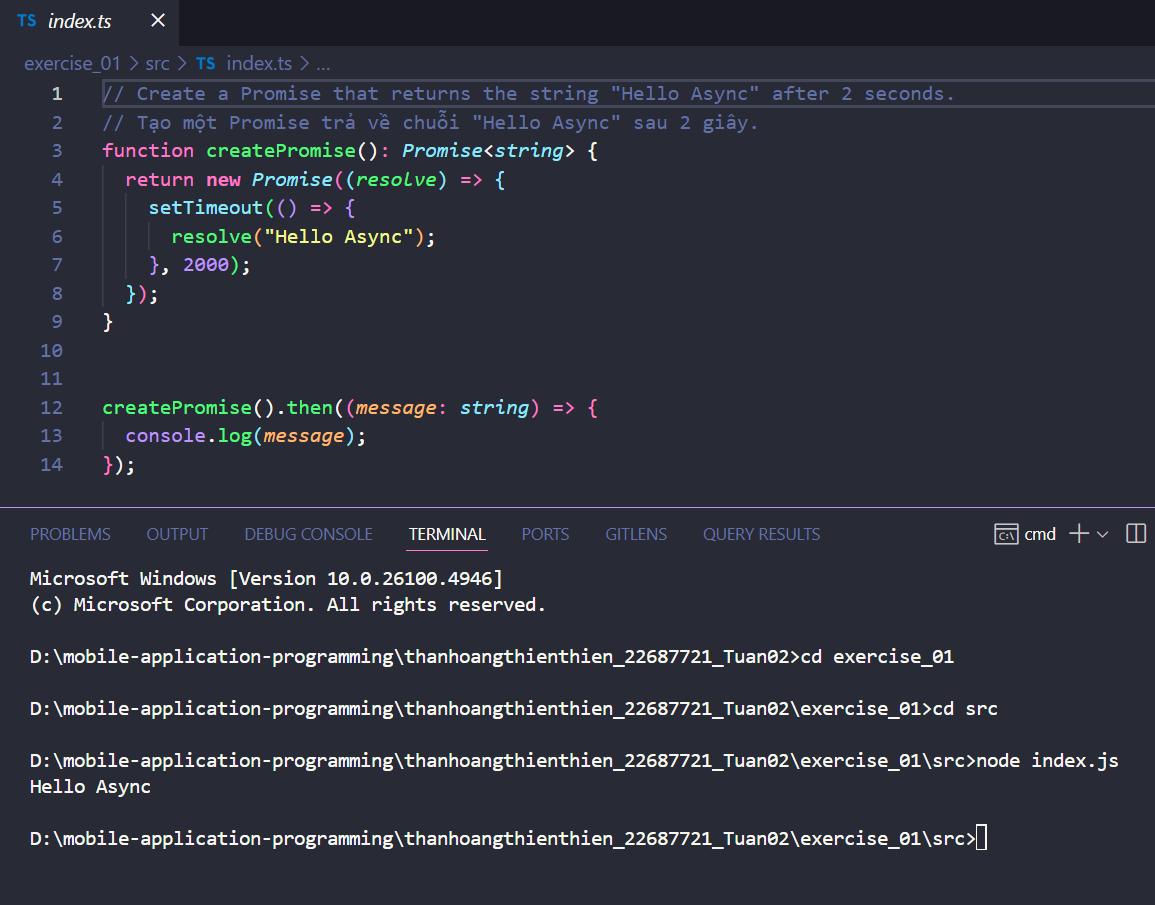 TS index.ts ×
exercise_01 > src > TS index.ts > ...
1 // Create a Promise that returns the string "Hello Async" after 2 seconds.
2 // Tạo một Promise trả về chuỗi "Hello Async" sau 2 giây.
3 function createPromise(): Promise<string> {
4   return new Promise((resolve) => {
5     setTimeout(() => {
6       resolve("Hello Async");
7     }, 2000);
8   });
9 }
10
11
12 createPromise().then((message: string) => {
13   console.log(message);
14 });
PROBLEMS OUTPUT DEBUG CONSOLE TERMINAL PORTS GITLENS QUERY RESULTS cmd
Microsoft Windows [Version 10.0.26100.4946]
(c) Microsoft Corporation. All rights reserved.
D:\mobile-application-programming\thanhoangthienthien_22687721_Tuan02>cd exercise_01
D:\mobile-application-programming\thanhoangthienthien_22687721_Tuan02\exercise_01>cd src
D:\mobile-application-programming\thanhoangthienthien_22687721_Tuan02\exercise_01\src>node index.js
Hello Async
D:\mobile-application-programming\thanhoangthienthien_22687721_Tuan02\exercise_01\src>